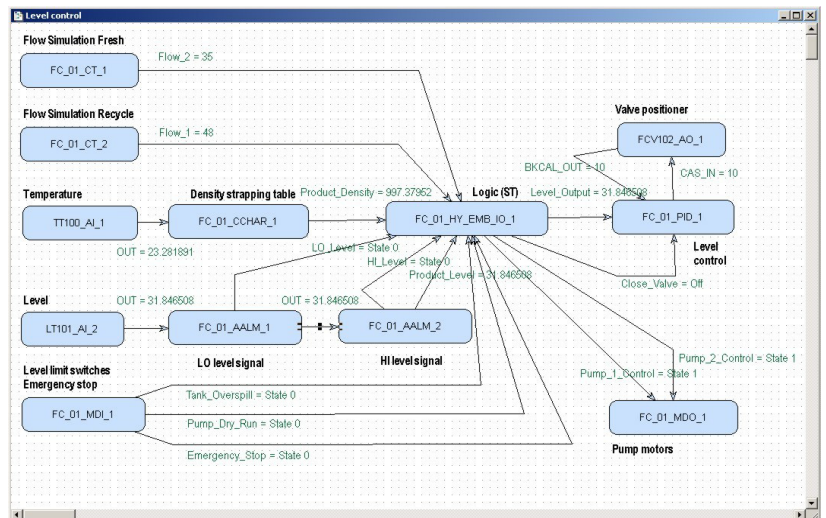 Level control
Flow Simulation Fresh
FC_01_CT_1
Flow_2 = 35
Flow Simulation Recycle
FC_01_CT_2
Flow_1 = 48
Valve positioner
FCV102_AO_1
BKCAL_OUT = 10
CAS_IN = 10
Temperature
TT100_AI_1
OUT = 23.281891
Density strapping table
FC_01_CCHAR_1
Product_Density = 997.37952
Logic (ST)
FC_01_HY_EMB_IO_1
Level_Output = 31.846508
FC_01_PID_1
Level
control
LO_Level = State 0
HI_Level = State 0
Product_Level = 31.846508
Close_Valve = Off
Level
LT101_AI_2
OUT = 31.846508
FC_01_AALM_1
LO level signal
OUT = 31.846508
FC_01_AALM_2
HI level signal
Pump_2_Control = State 1
Pump_1_Control = State 1
Level limit switches
Emergency stop
FC_01_MDI_1
Tank_Overspill = State 0
Pump_Dry_Run = State 0
Emergency_Stop = State 0
FC_01_MDO_1
Pump motors